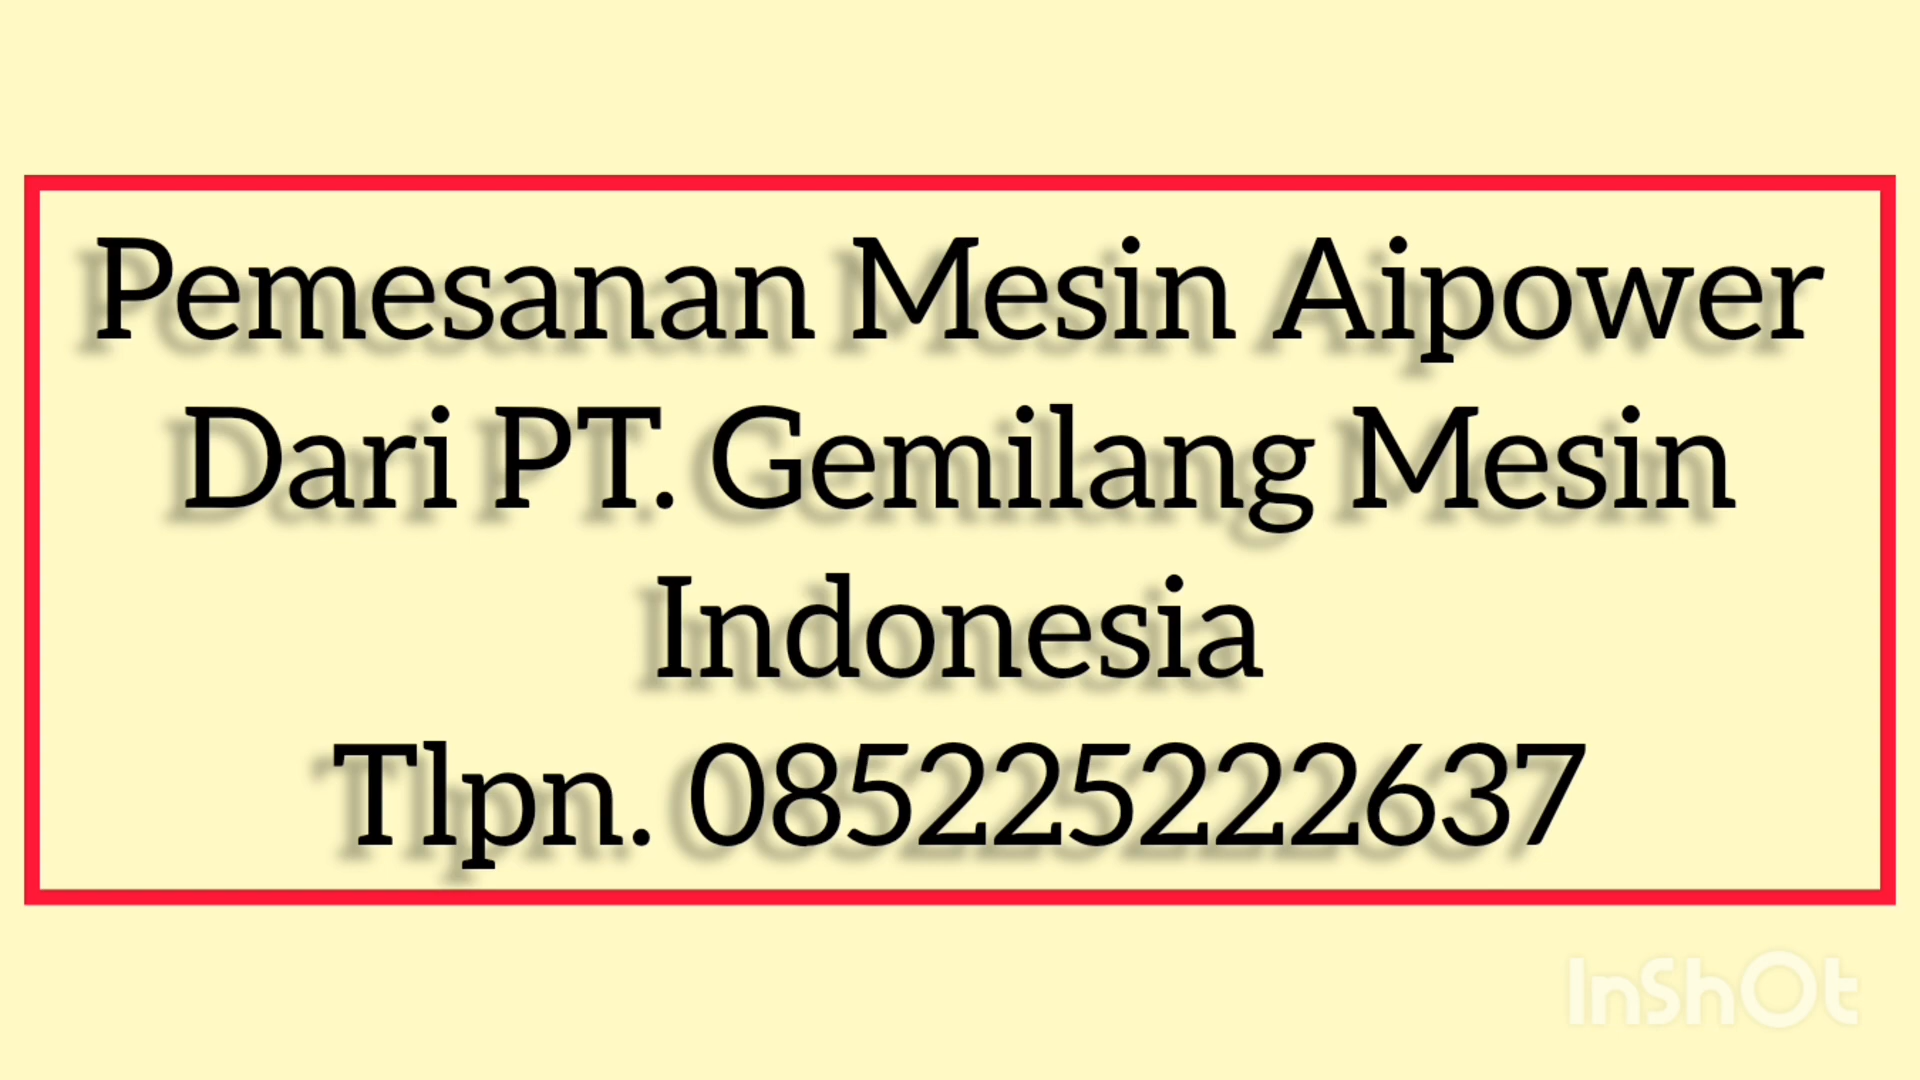 Pemesanan Mesin Aipower
Dari PT. Gemilang Mesin
Indonesia
Tlpn. 085225222637
InShOt